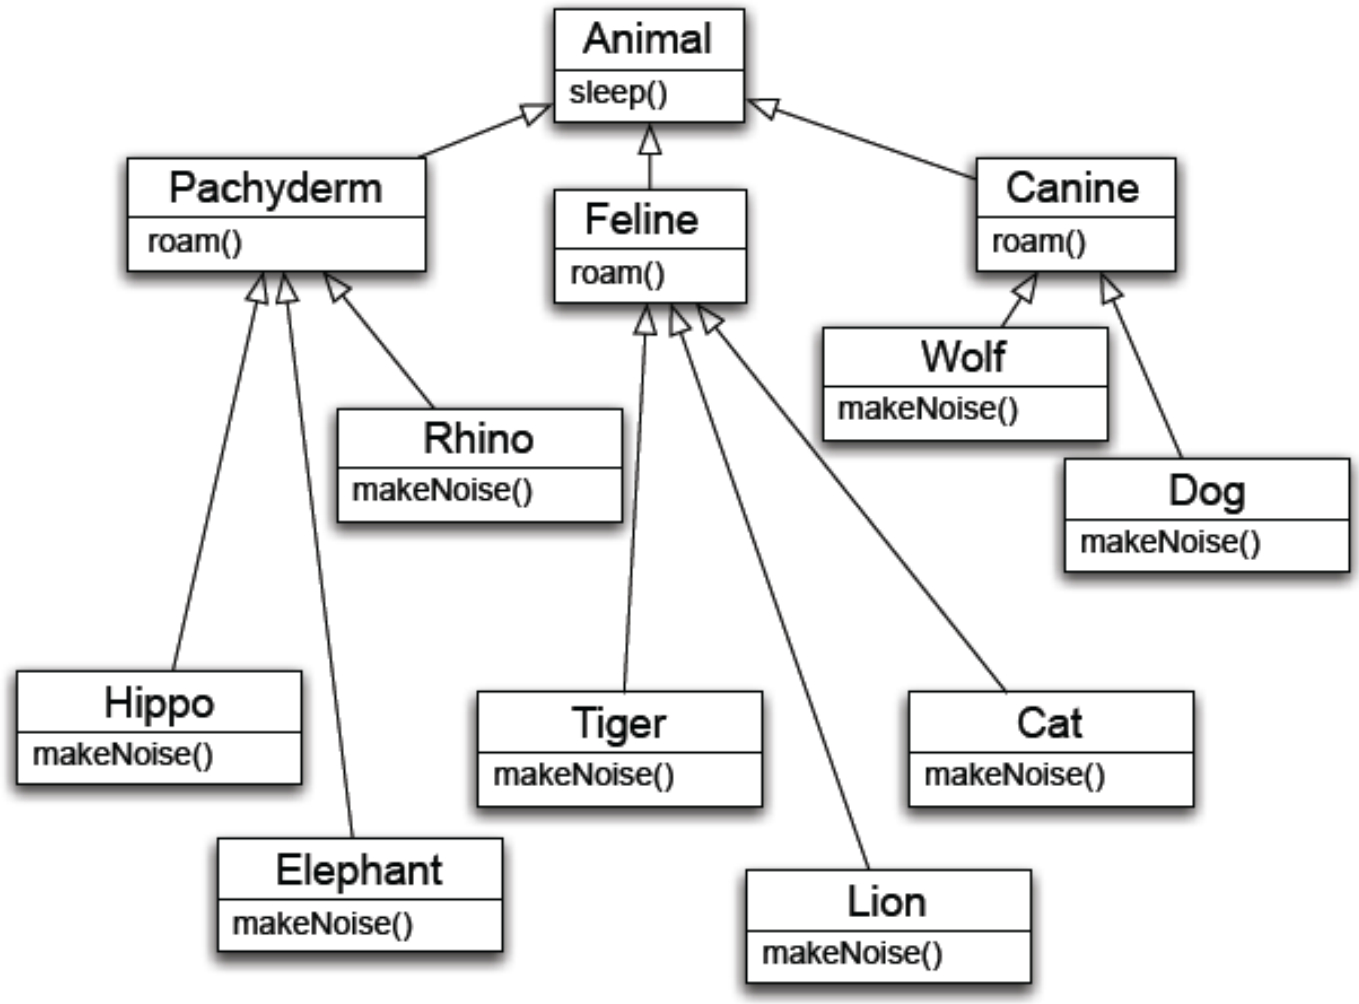 Animal
sleep()
Pachyderm
roam()
Feline
roam()
Canine
roam()
Wolf
makeNoise()
Rhino
makeNoise()
Dog
makeNoise()
Hippo
makeNoise()
Tiger
makeNoise()
Cat
makeNoise()
Elephant
makeNoise()
Lion
makeNoise()